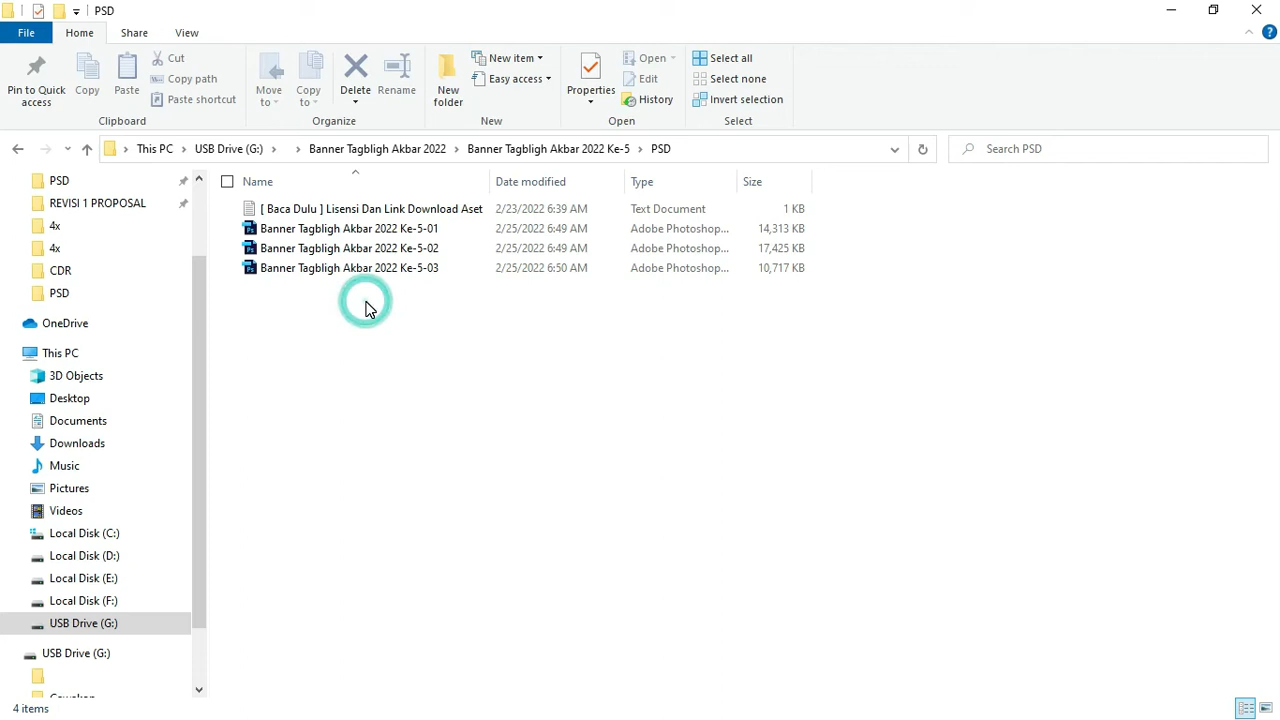 PSD
File Home Share View
Pin to Quick access
Copy
Paste
Cut
Copy path
Paste shortcut
Clipboard
Move to
Copy to
Delete
Rename
Organize
New folder
New item
Easy access
New
Properties
Open
Edit
History
Open
Select all
Select none
Invert selection
Select
This PC > USB Drive (G:) > > Banner Tagbligh Akbar 2022 > Banner Tagbligh Akbar 2022 Ke-5 > PSD
Search PSD
PSD
REVISI 1 PROPOSAL
4x
4x
CDR
PSD
OneDrive
This PC
3D Objects
Desktop
Documents
Downloads
Music
Pictures
Videos
Local Disk (C:)
Local Disk (D:)
Local Disk (E:)
Local Disk (F:)
USB Drive (G:)
USB Drive (G:)
Name Date modified Type Size
[ Baca Dulu ] Lisensi Dan Link Download Aset 2/23/2022 6:39 AM Text Document 1 KB
Banner Tagbligh Akbar 2022 Ke-5-01 2/25/2022 6:49 AM Adobe Photoshop... 14,313 KB
Banner Tagbligh Akbar 2022 Ke-5-02 2/25/2022 6:49 AM Adobe Photoshop... 17,425 KB
Banner Tagbligh Akbar 2022 Ke-5-03 2/25/2022 6:50 AM Adobe Photoshop... 10,717 KB
4 items